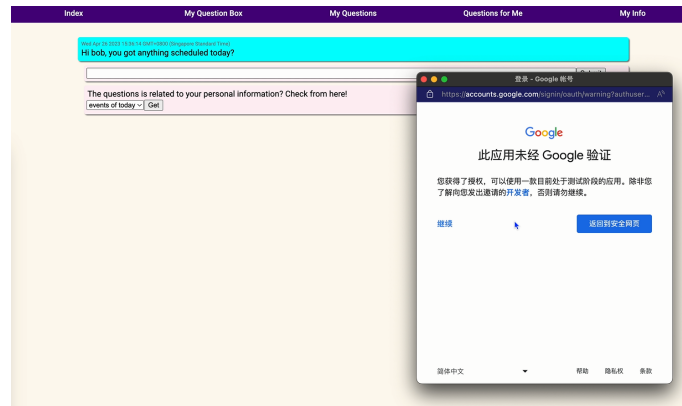 Index My Question Box My Questions Questions for Me My Info
Wed Apr 26 2023 15:36:14 GMT+0800 (Singapore Standard Time)
Hi bob, you got anything scheduled today?
The questions is related to your personal information? Check from here!
events of today Get
登录 - Google 帐号
https://accounts.google.com/signin/oauth/warning?authuser...
Google
此应用未经 Google 验证
您获得了授权，可以使用一款目前处于测试阶段的应用。除非您
了解向您发出邀请的开发者，否则请勿继续。
继续 返回到安全网页
简体中文 帮助 隐私权 条款